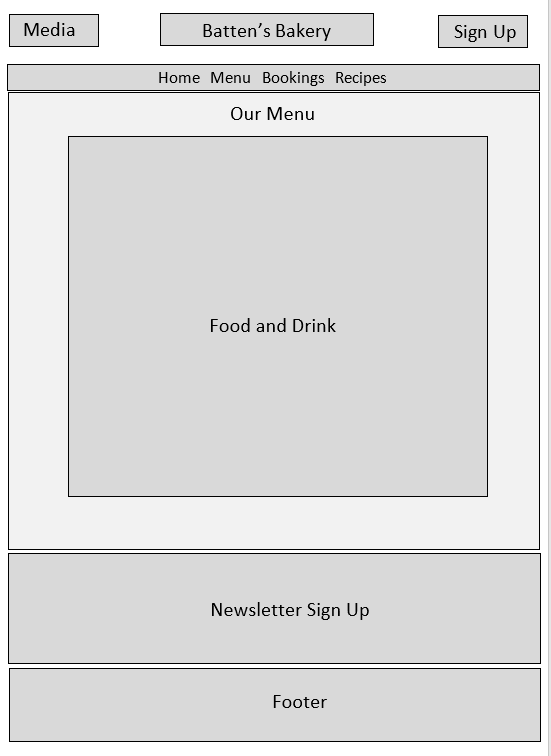 Media
Batten’s Bakery
Sign Up
Home Menu Bookings Recipes
Our Menu
Food and Drink
Newsletter Sign Up
Footer